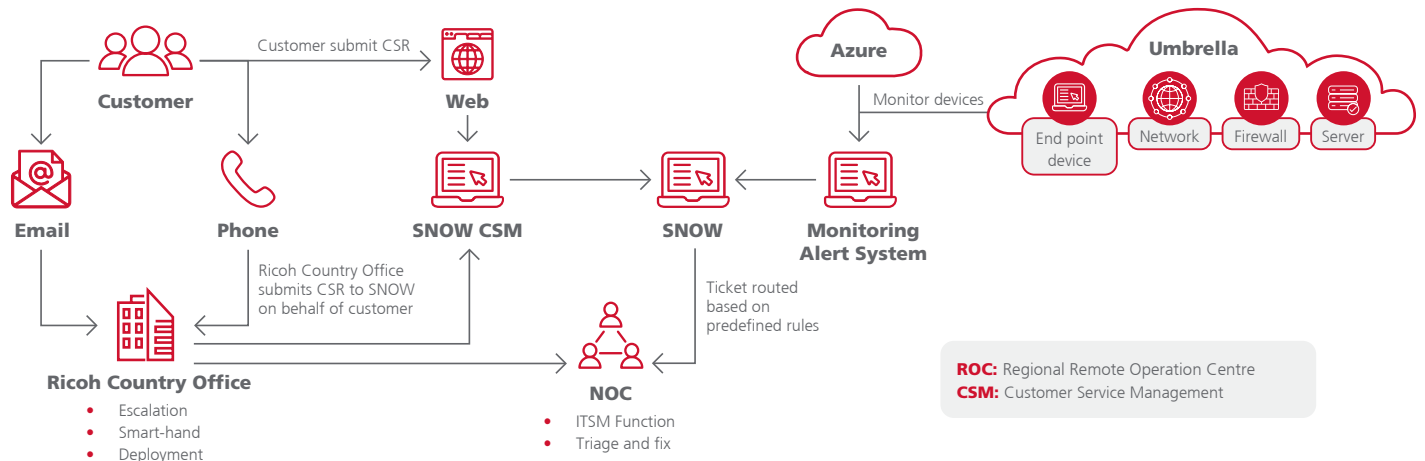 Customer submit CSR
Customer
Web
Azure
Umbrella
Monitor devices
End point
device
Network
Firewall
Server
Email
Phone
SNOW CSM
SNOW
Monitoring
Alert System
Ricoh Country Office
submits CSR to SNOW
on behalf of customer
Ticket routed
based on
predefined rules
Ricoh Country Office
• Escalation
• Smart-hand
• Deployment
NOC
• ITSM Function
• Triage and fix
ROC: Regional Remote Operation Centre
CSM: Customer Service Management